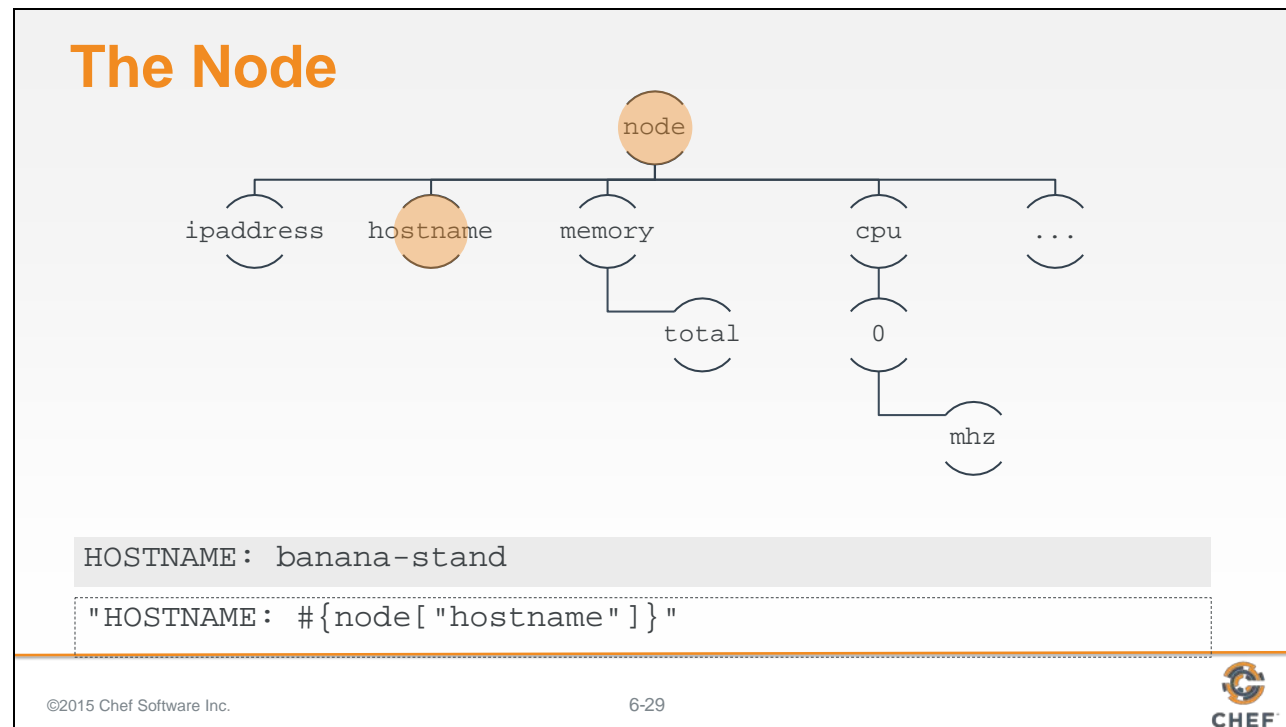 The Node
node
ipaddress hostname memory cpu ...
total 0
mhz
HOSTNAME: banana-stand
"HOSTNAME: #{node["hostname"]}"
©2015 Chef Software Inc. 6-29
CHEF